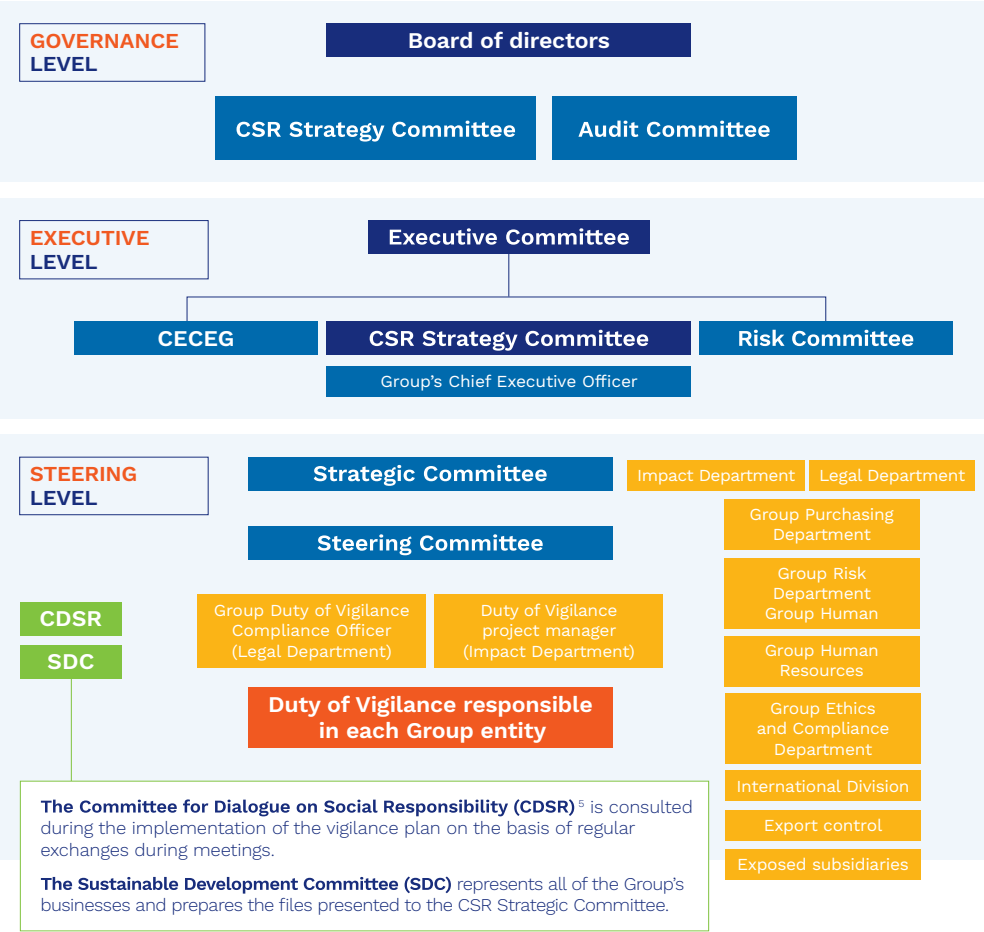 GOVERNANCE
LEVEL
Board of directors
CSR Strategy Committee
Audit Committee
EXECUTIVE
LEVEL
Executive Committee
CECEG
CSR Strategy Committee
Risk Committee
Group's Chief Executive Officer
STEERING
LEVEL
Strategic Committee
Impact Department
Legal Department
Steering Committee
Group Purchasing
Department
Group Risk
Department
Group Human
Group Human
Resources
Group Ethics
and Compliance
Department
International Division
Export control
Exposed subsidiaries
CDSR
SDC
Group Duty of Vigilance
Compliance Officer
(Legal Department)
Duty of Vigilance
project manager
(Impact Department)
Duty of Vigilance responsible
in each Group entity
The Committee for Dialogue on Social Responsibility (CDSR) 5 is consulted
during the implementation of the vigilance plan on the basis of regular
exchanges during meetings.
The Sustainable Development Committee (SDC) represents all of the Group's
businesses and prepares the files presented to the CSR Strategic Committee.